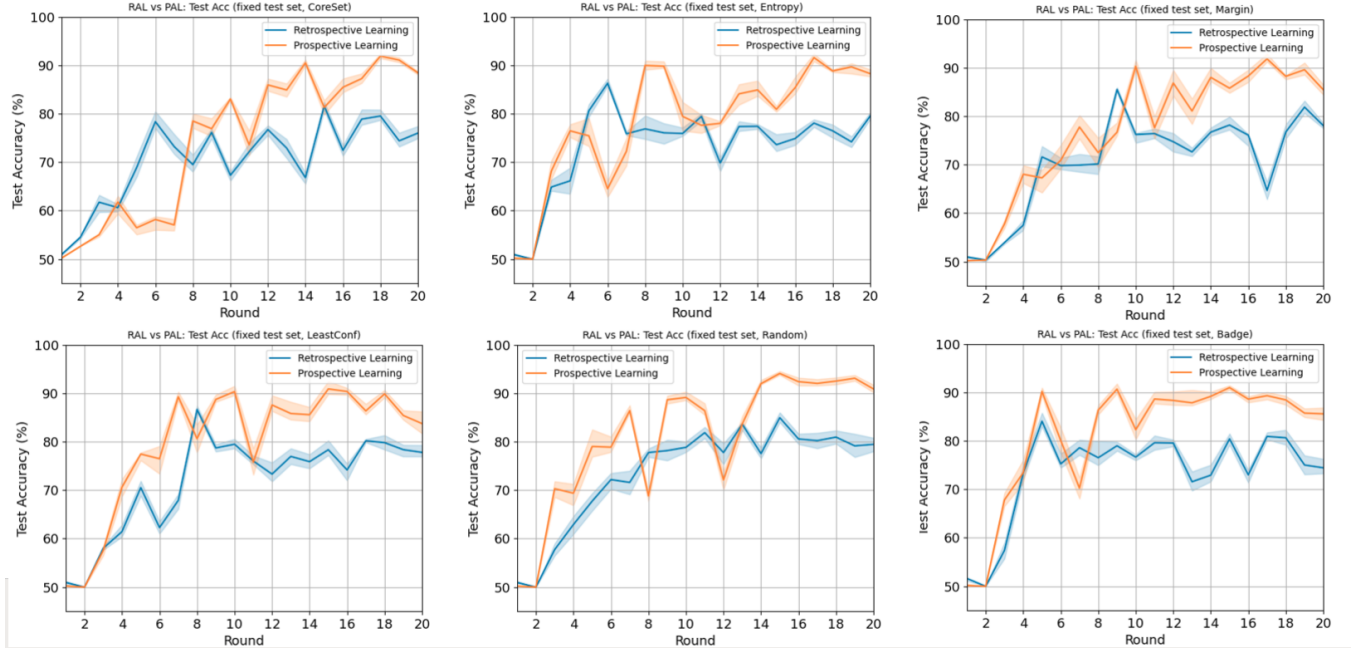 RAL vs PAL: Test Acc (fixed test set, CoreSet)
Retrospective Learning
Prospective Learning
Test Accuracy (%)
100
90
80
70
60
50
2 4 6 8 10 12 14 16 18 20
Round
RAL vs PAL: Test Acc (fixed test set, Entropy)
Retrospective Learning
Prospective Learning
Test Accuracy (%)
100
90
80
70
60
50
2 4 6 8 10 12 14 16 18 20
Round
RAL vs PAL: Test Acc (fixed test set, Margin)
Retrospective Learning
Prospective Learning
Test Accuracy (%)
100
90
80
70
60
50
2 4 6 8 10 12 14 16 18 20
Round
RAL vs PAL: Test Acc (fixed test set, LeastConf)
Retrospective Learning
Prospective Learning
Test Accuracy (%)
100
90
80
70
60
50
2 4 6 8 10 12 14 16 18 20
Round
RAL vs PAL: Test Acc (fixed test set, Random)
Retrospective Learning
Prospective Learning
Test Accuracy (%)
100
90
80
70
60
50
2 4 6 8 10 12 14 16 18 20
Round
RAL vs PAL: Test Acc (fixed test set, Badge)
Retrospective Learning
Prospective Learning
Test Accuracy (%)
100
90
80
70
60
50
2 4 6 8 10 12 14 16 18 20
Round